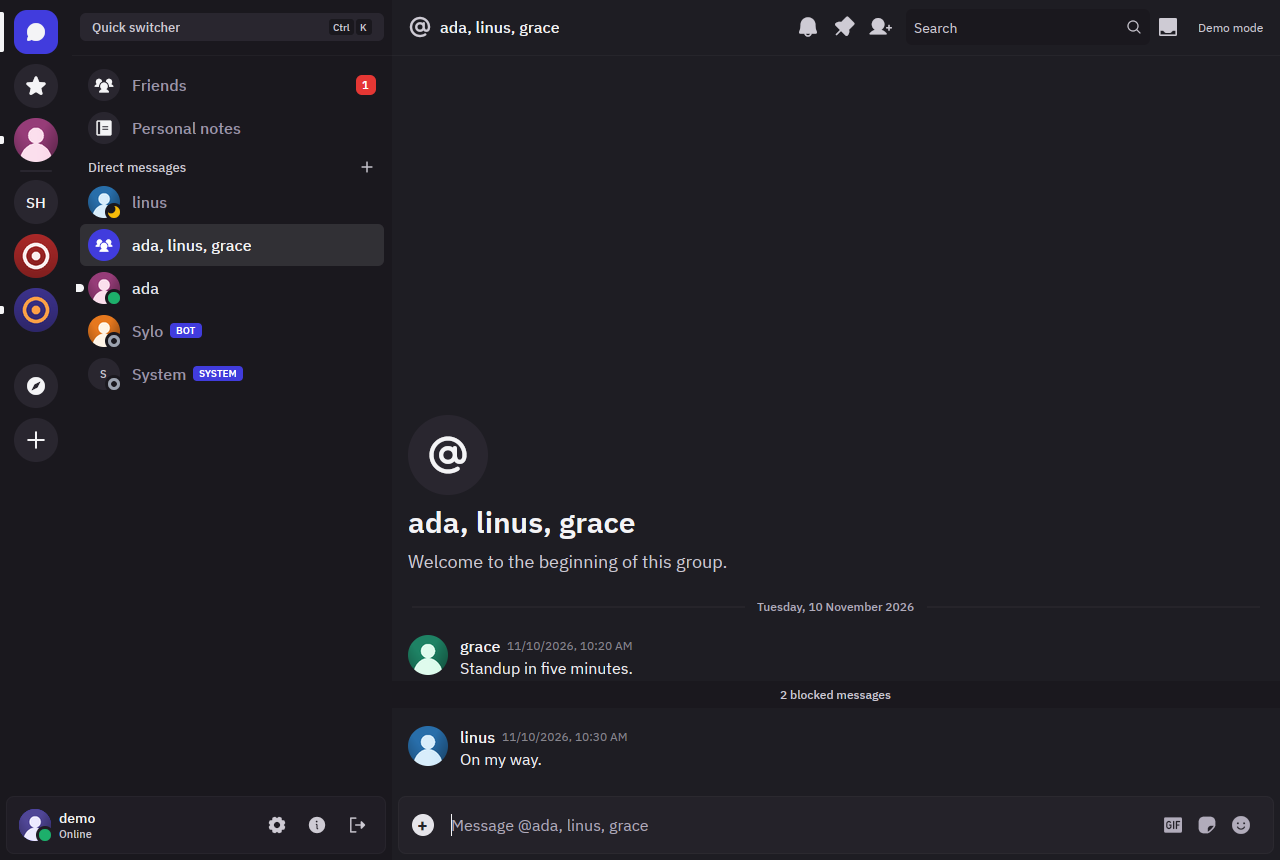 Quick switcher
Ctrl K
ada, linus, grace
Search
Demo mode
Friends
1
Personal notes
Direct messages
SH
linus
ada, linus, grace
ada
Sylo BOT
S
System SYSTEM
ada, linus, grace
Welcome to the beginning of this group.
Tuesday, 10 November 2026
grace 11/10/2026, 10:20 AM
Standup in five minutes.
2 blocked messages
linus 11/10/2026, 10:30 AM
On my way.
demo
Online
Message @ada, linus, grace
GIF